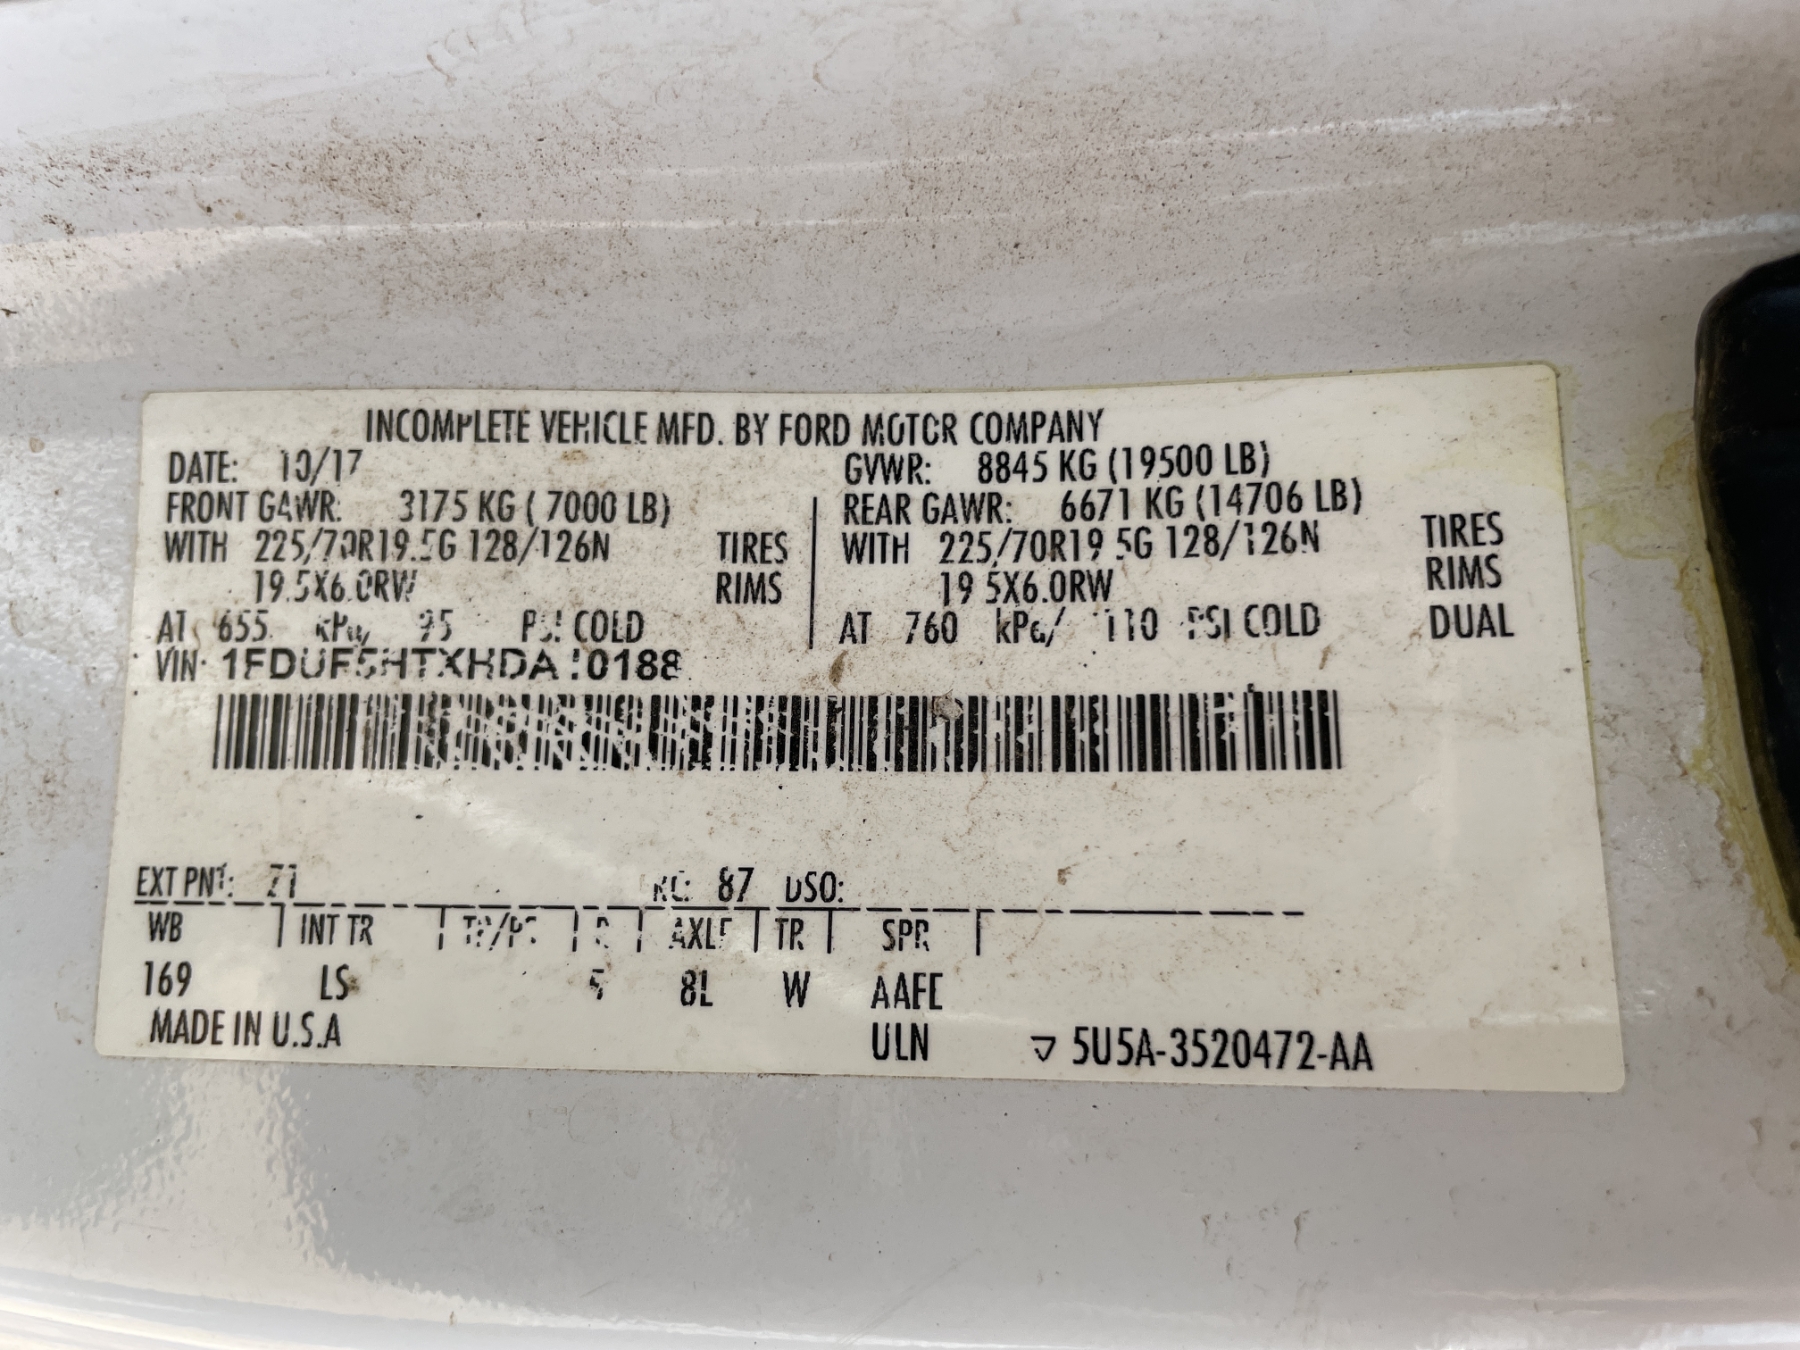 INCOMPLETE VEHICLE MFD. BY FORD MOTOR COMPANY
DATE: 10/17 GVWR: 8845 KG (19500 LB)
FRONT GAWR: 3175 KG ( 7000 LB) REAR GAWR: 6671 KG (14706 LB)
WITH 225/70R19.5G 128/126N TIRES WITH 225/70R19.5G 128/126N TIRES
19.5X6.0RW RIMS 19.5X6.0RW RIMS
AT 655 kPa/ 95 PSI COLD AT 760 kPa/ 110 PSI COLD DUAL
VIN:
EXT PNT: Z1 RC: 87 DSO:
WB INT TR TP/PS R AXLE TR SPR
169 LS 5 8L W AAFE
MADE IN U.S.A ULN 5U5A-3520472-AA